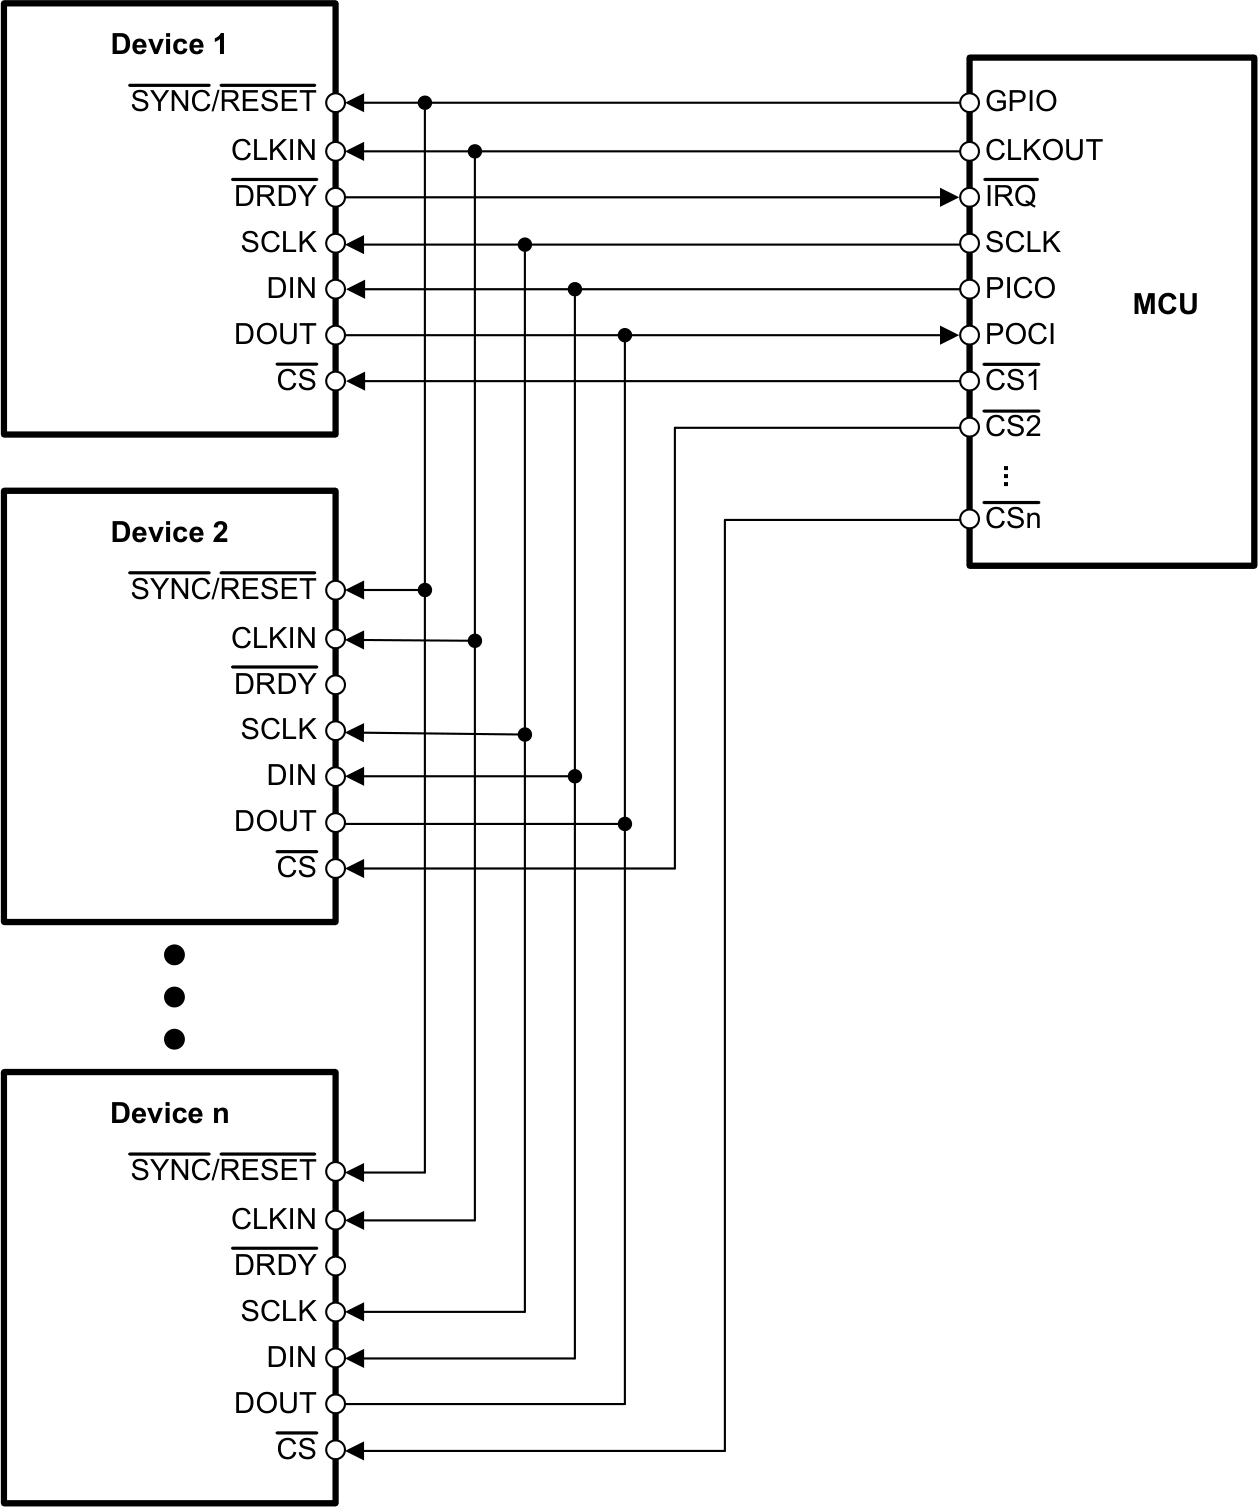 Device 1
SYNC/RESET
CLKIN
DRDY
SCLK
DIN
DOUT
CS
GPIO
CLKOUT
IRQ
SCLK
PICO
POCI
CS1
CS2
CSn
MCU
Device 2
SYNC/RESET
CLKIN
DRDY
SCLK
DIN
DOUT
CS
Device n
SYNC/RESET
CLKIN
DRDY
SCLK
DIN
DOUT
CS